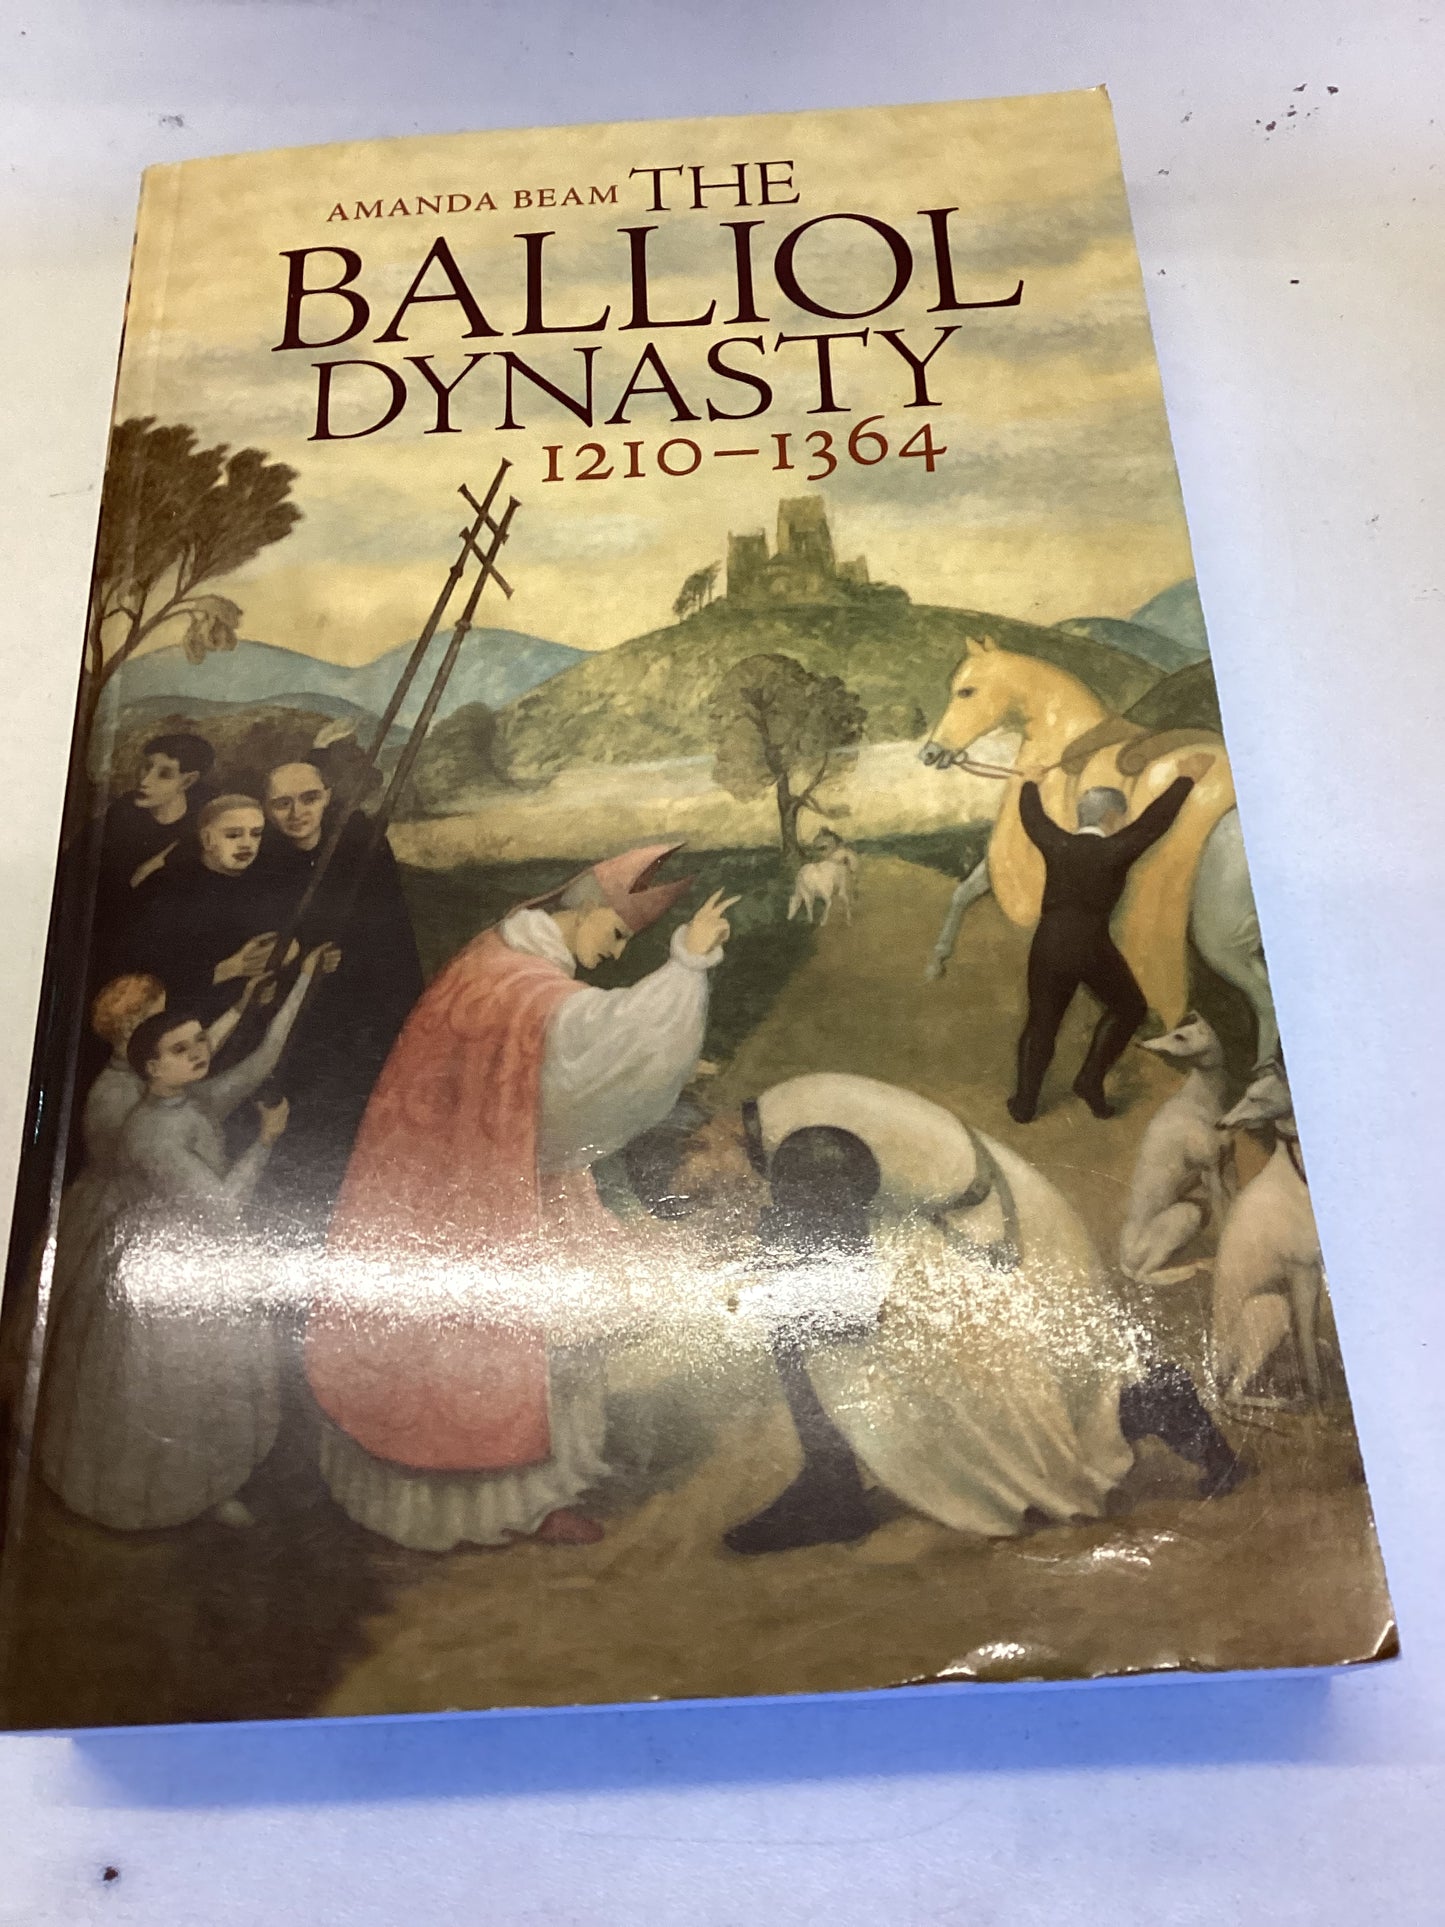 AMANDA BEAM THE
BALLIOL
DYNASTY
1210–1364